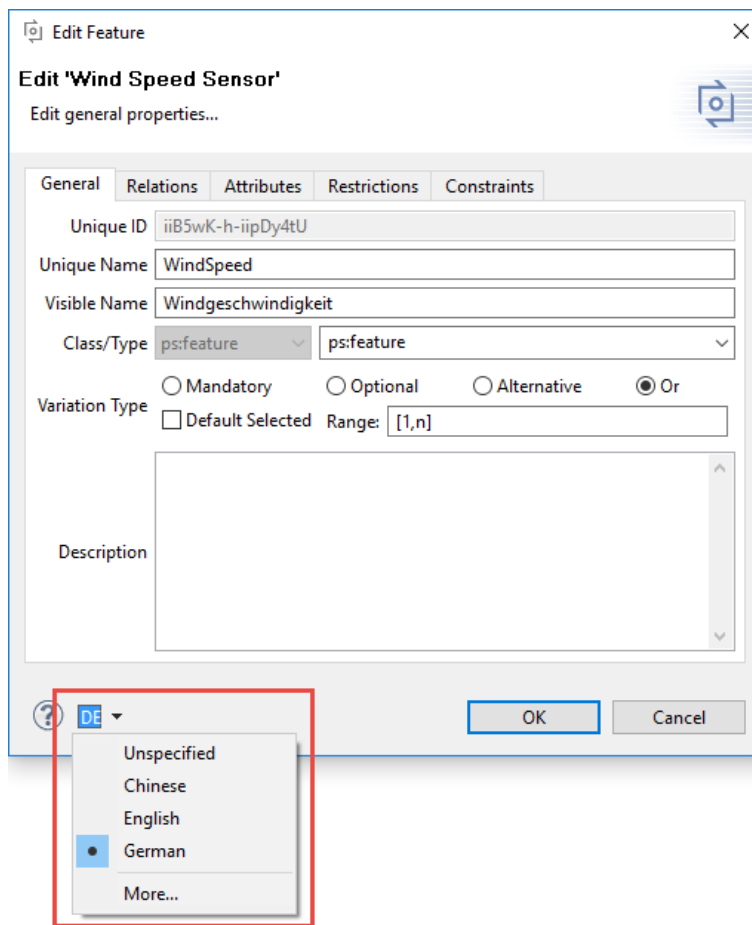 Edit Feature
Edit 'Wind Speed Sensor'
Edit general properties...
General Relations Attributes Restrictions Constraints
Unique ID iiB5wK-h-iipDy4tU
Unique Name WindSpeed
Visible Name Windgeschwindigkeit
Class/Type ps:feature ps:feature
Variation Type Mandatory Optional Alternative Or
Default Selected Range: [1,n]
Description
? DE OK Cancel
Unspecified
Chinese
English
German
More...